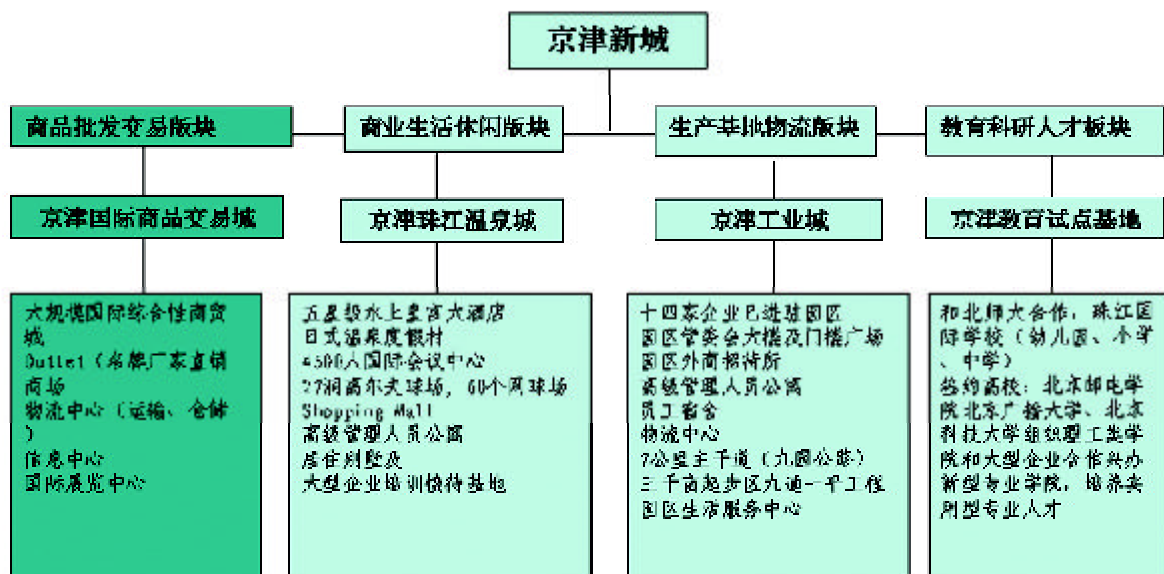 京津新城
商品批发交易版块
商业生活休闲版块
生产基地物流版块
教育科研人才板块
京津国际商品交易城
京津珠江温泉城
京津工业城
京津教育试点基地
大规模国际综合性商贸
城
Outlet（名牌厂家直销
商场
物流中心（运输、仓储
）
信息中心
国际展览中心
五星级水上皇宫大酒店
日式温泉度假村
4500人国际会议中心
27洞高尔夫球场，60个网球场
Shopping Mall
高级管理人员公寓
居住别墅及
大型企业培训接待基地
十四家企业已进驻园区
园区管委会大楼及门楼广场
园区外商招待所
高级管理人员公寓
员工宿舍
物流中心
7公里主干道（九园公路）
三千亩起步区九通一平工程
园区生活服务中心
和北师大合作：珠江国
际学校（幼儿园、小学
、中学）
签约高校：北京邮电学
院北京广播大学、北京
科技大学组织理工类学
院和大型企业合作兴办
新型专业学院，培养实
用型专业人才